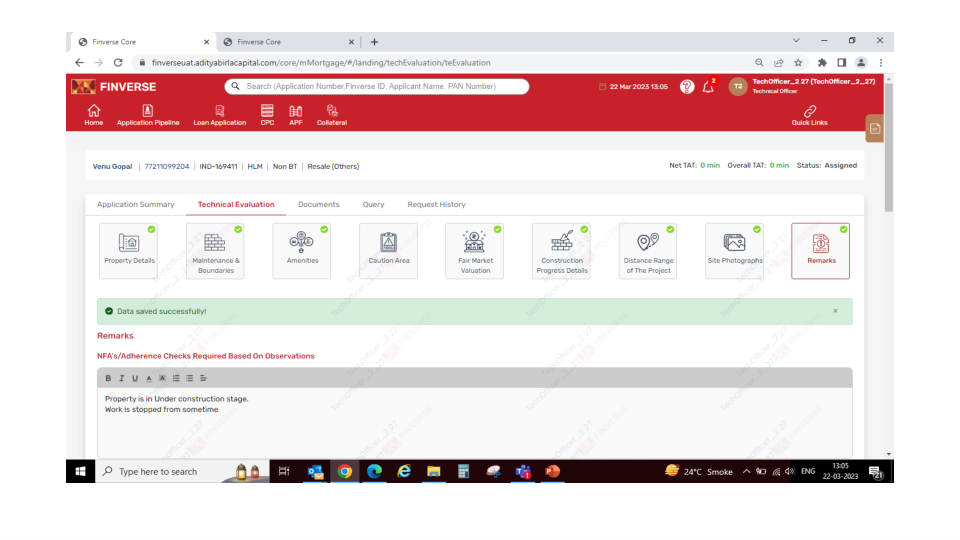 Finverse Core
Finverse Core
finverseuat.adityabirlacapital.com/core/mMortgage/#/landing/techEvaluation/teEvaluation
FINVERSE
Search (Application Number,Finverse ID, Applicant Name, PAN Number)
22 Mar 2023 13:05
2
T2
TechOfficer_2 27 (TechOfficer_2_27)
Technical Officer
Home
Application Pipeline
Loan Application
CPC
APF
Collateral
Quick Links
Venu Gopal | 77211099204 | IND-169411 | HLM | Non BT | Resale (Others)
Net TAT: 0 min Overall TAT: 0 min Status: Assigned
Application Summary
Technical Evaluation
Documents
Query
Request History
Property Details
Maintenance &
Boundaries
Amenities
Caution Area
Fair Market
Valuation
Construction
Progress Details
Distance Range
of The Project
Site Photographs
Remarks
Data saved successfully!
Remarks
NFA's/Adherence Checks Required Based On Observations
B I U A
Property is in Under construction stage.
Work is stopped from sometime
Type here to search
24°C Smoke
ENG
13:05
22-03-2023
21